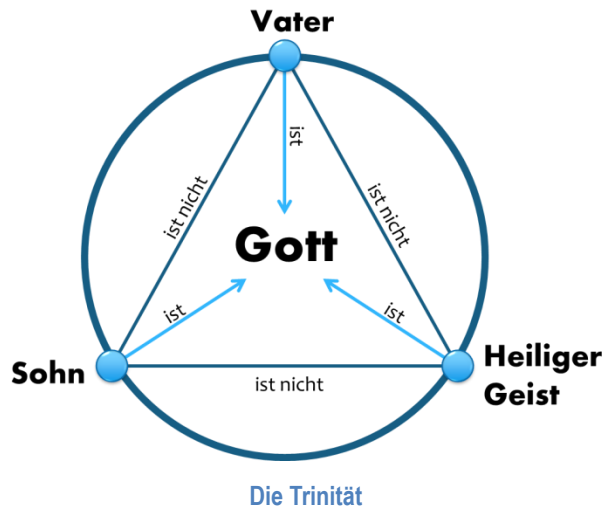 Vater
ist
ist nicht
ist nicht
Gott
ist
ist
Sohn
ist nicht
Heiliger
Geist
Die Trinität